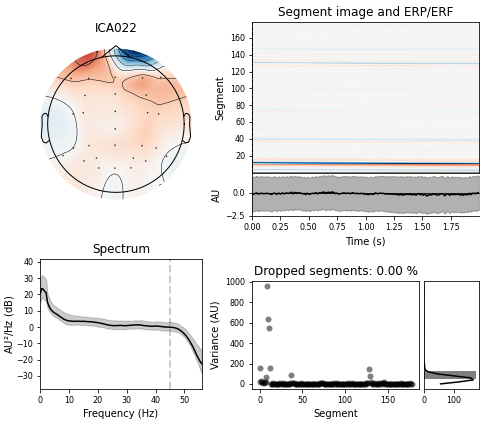 ICA022
Segment image and ERP/ERF
Segment
160
140
120
100
80
60
40
20
AU
0.0
−2.5
0.00 0.25 0.50 0.75 1.00 1.25 1.50 1.75
Time (s)
Spectrum
AU²/Hz (dB)
40
30
20
10
0
−10
−20
−30
0 10 20 30 40 50
Frequency (Hz)
Dropped segments: 0.00 %
Variance (AU)
1000
800
600
400
200
0
0 50 100 150
Segment
0 100